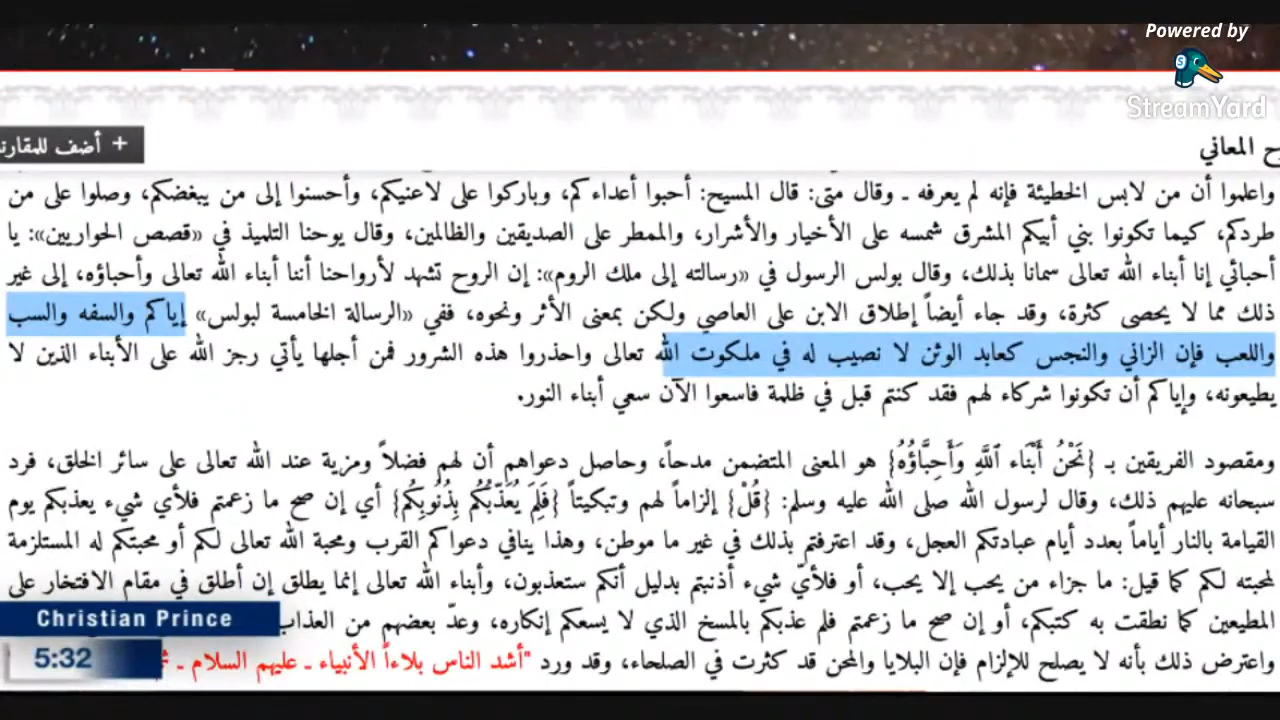 Powered by
StreamYard
+ أضف للمقارنة
ح المعاني
واعلموا أن من لابس الخطيئة فإنه لم يعرفه ـ وقال متى: قال المسيح: أحبوا أعداءكم، وباركوا على لاعنيكم، وأحسنوا إلى من يبغضكم، وصلوا على من
طردكم، كيما تكونوا بني أبيكم المشرق شمسه على الأخيار والأشرار، والممطر على الصديقين والظالمين، وقال يوحنا التلميذ في «قصص الحواريين»: يا
أحبائي إنا أبناء الله تعالى سمانا بذلك، وقال بولس الرسول في «رسالته إلى ملك الروم»: إن الروح تشهد لأرواحنا أننا أبناء الله تعالى وأحباؤه، إلى غير
ذلك مما لا يحصى كثرة، وقد جاء أيضاً إطلاق الابن على العاصي ولكن بمعنى الأثر ونحوه، ففي «الرسالة الخامسة لبولس» إياكم والسفه والسب
واللعب فإن الزاني والنجس كعابد الوثن لا نصيب له في ملكوت الله تعالى واحذروا هذه الشرور فمن أجلها يأتي رجز الله على الأبناء الذين لا
يطيعونه، وإياكم أن تكونوا شركاء لهم فقد كنتم قبل في ظلمة فاسعوا الآن سعي أبناء النور.
ومقصود الفريقين بـ {نَحْنُ أَبْنَاء ٱللَّهِ وَأَحِبَّاؤُهُ} هو المعنى المتضمن مدحاً، وحاصل دعواهم أن لهم فضلاً ومزية عند الله تعالى على سائر الخلق، فرد
سبحانه عليهم ذلك، وقال لرسول الله صلى الله عليه وسلم: {قُلْ} إلزاماً لهم وتبكيتاً {فَلِمَ يُعَذِّبُكُم بِذُنُوبِكُم} أي إن صح ما زعمتم فلأي شيء يعذبكم يوم
القيامة بالنار أياماً بعدد أيام عبادتكم العجل، وقد اعترفتم بذلك في غير ما موطن، وهذا ينافي دعواكم القرب ومحبة الله تعالى لكم أو محبتكم له المستلزمة
لمحبته لكم كما قيل: ما جزاء من يحب إلا يحب، أو فلأيّ شيء أذنبتم بدليل أنكم ستعذبون، وأبناء الله تعالى إنما يطلق إن أطلق في مقام الافتخار على
المطيعين كما نطقت به كتبكم، أو إن صح ما زعمتم فلم عذبكم بالمسخ الذي لا يسعكم إنكاره، وعدّ بعضهم من العذاب
واعترض ذلك بأنه لا يصلح للإلزام فإن البلايا والمحن قد كثرت في الصلحاء، وقد ورد "أشد الناس بلاءاً الأنبياء ـ عليهم السلام ـ
Christian Prince
5:32